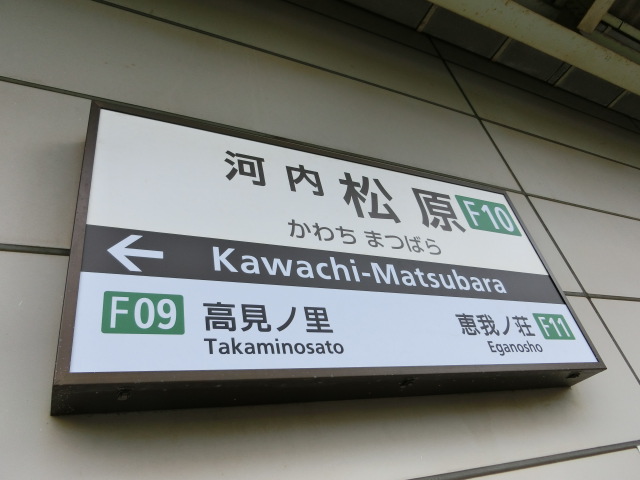 河内松原 F10
かわち まつばら
← Kawachi-Matsubara
F09 高見ノ里 恵我ノ荘 F11
Takaminosato Eganosho